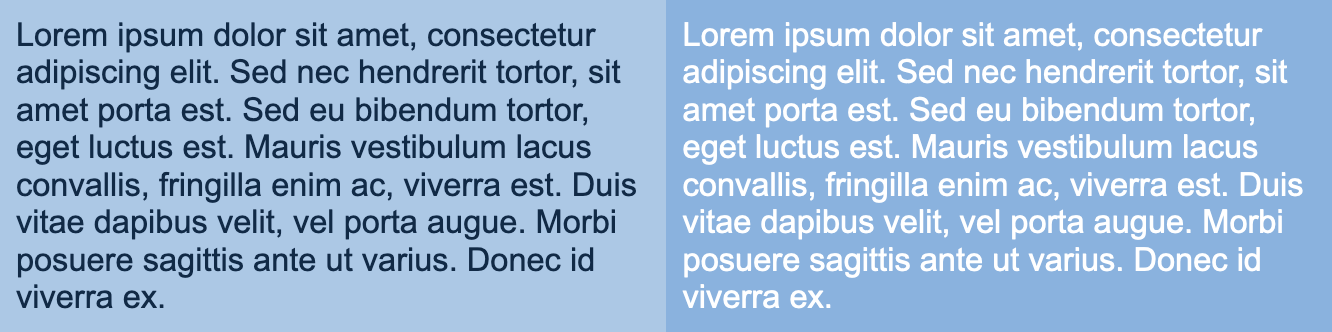 Lorem ipsum dolor sit amet, consectetur
adipiscing elit. Sed nec hendrerit tortor, sit
amet porta est. Sed eu bibendum tortor,
eget luctus est. Mauris vestibulum lacus
convallis, fringilla enim ac, viverra est. Duis
vitae dapibus velit, vel porta augue. Morbi
posuere sagittis ante ut varius. Donec id
viverra ex.
Lorem ipsum dolor sit amet, consectetur
adipiscing elit. Sed nec hendrerit tortor, sit
amet porta est. Sed eu bibendum tortor,
eget luctus est. Mauris vestibulum lacus
convallis, fringilla enim ac, viverra est. Duis
vitae dapibus velit, vel porta augue. Morbi
posuere sagittis ante ut varius. Donec id
viverra ex.